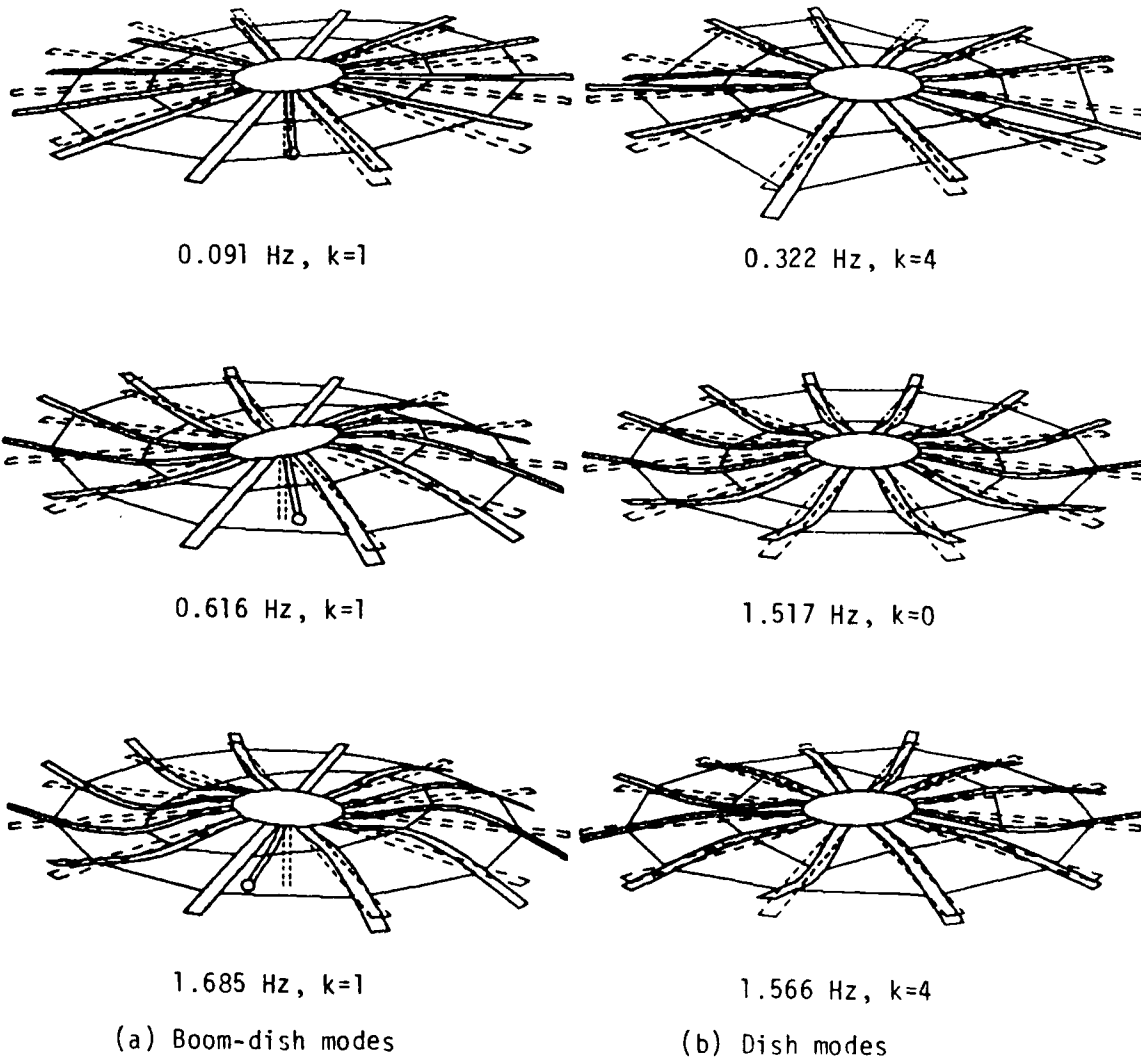 0.091 Hz, k=1
0.322 Hz, k=4
0.616 Hz, k=1
1.517 Hz, k=0
1.685 Hz, k=1
1.566 Hz, k=4
(a) Boom-dish modes
(b) Dish modes